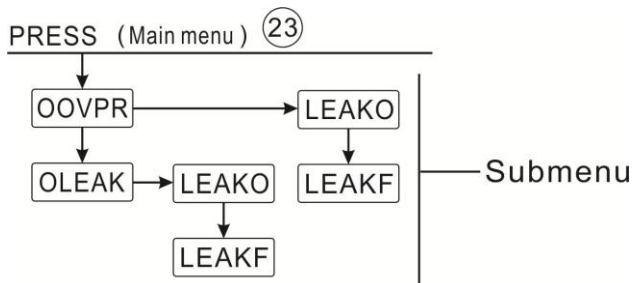 PRESS (Main menu) 23
OOVPR LEAKO
OLEAK LEAKO LEAKF Submenu
LEAKF